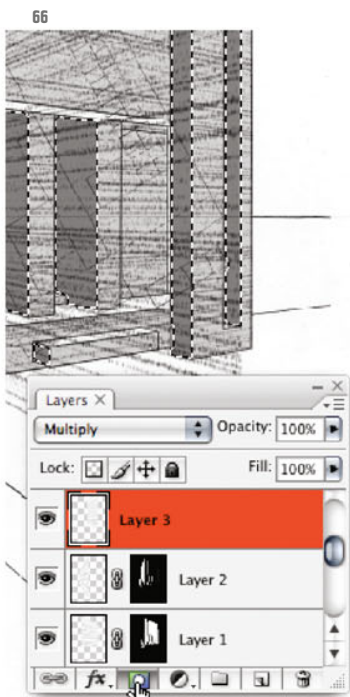 66
Layers X
Multiply Opacity: 100%
Lock: Fill: 100%
Layer 3
Layer 2
Layer 1
fx.